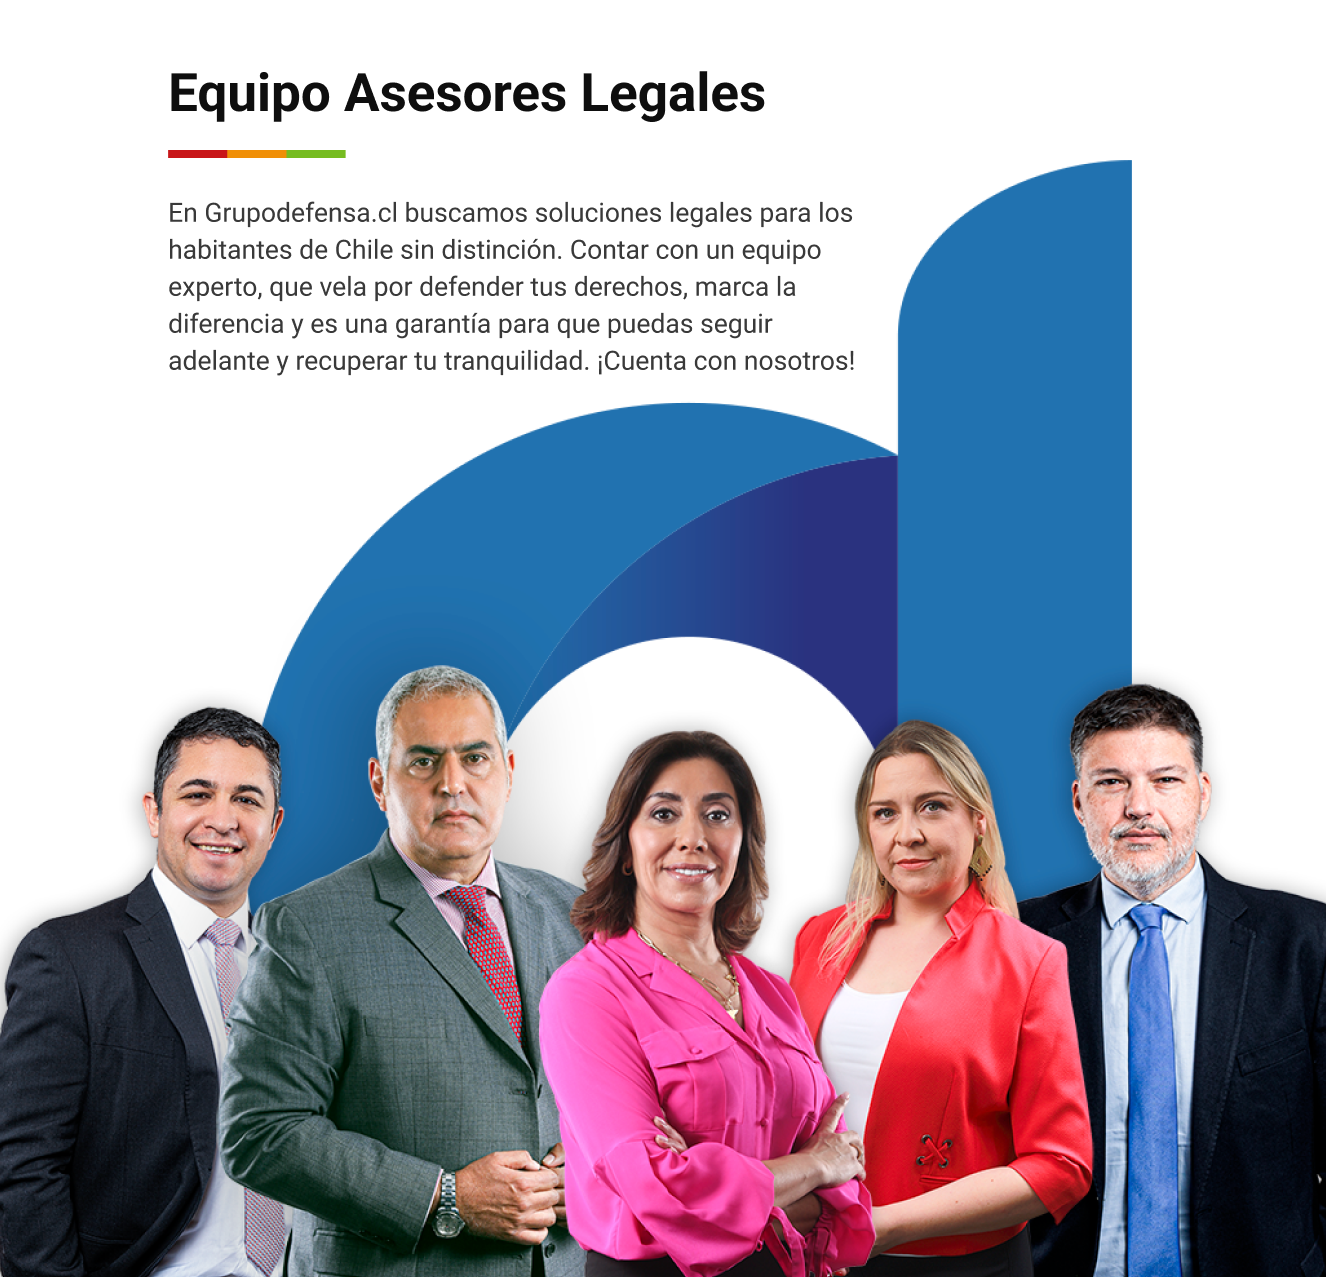 Equipo Asesores Legales
En Grupodefensa.cl buscamos soluciones legales para los
habitantes de Chile sin distinción. Contar con un equipo
experto, que vela por defender tus derechos, marca la
diferencia y es una garantía para que puedas seguir
adelante y recuperar tu tranquilidad. ¡Cuenta con nosotros!